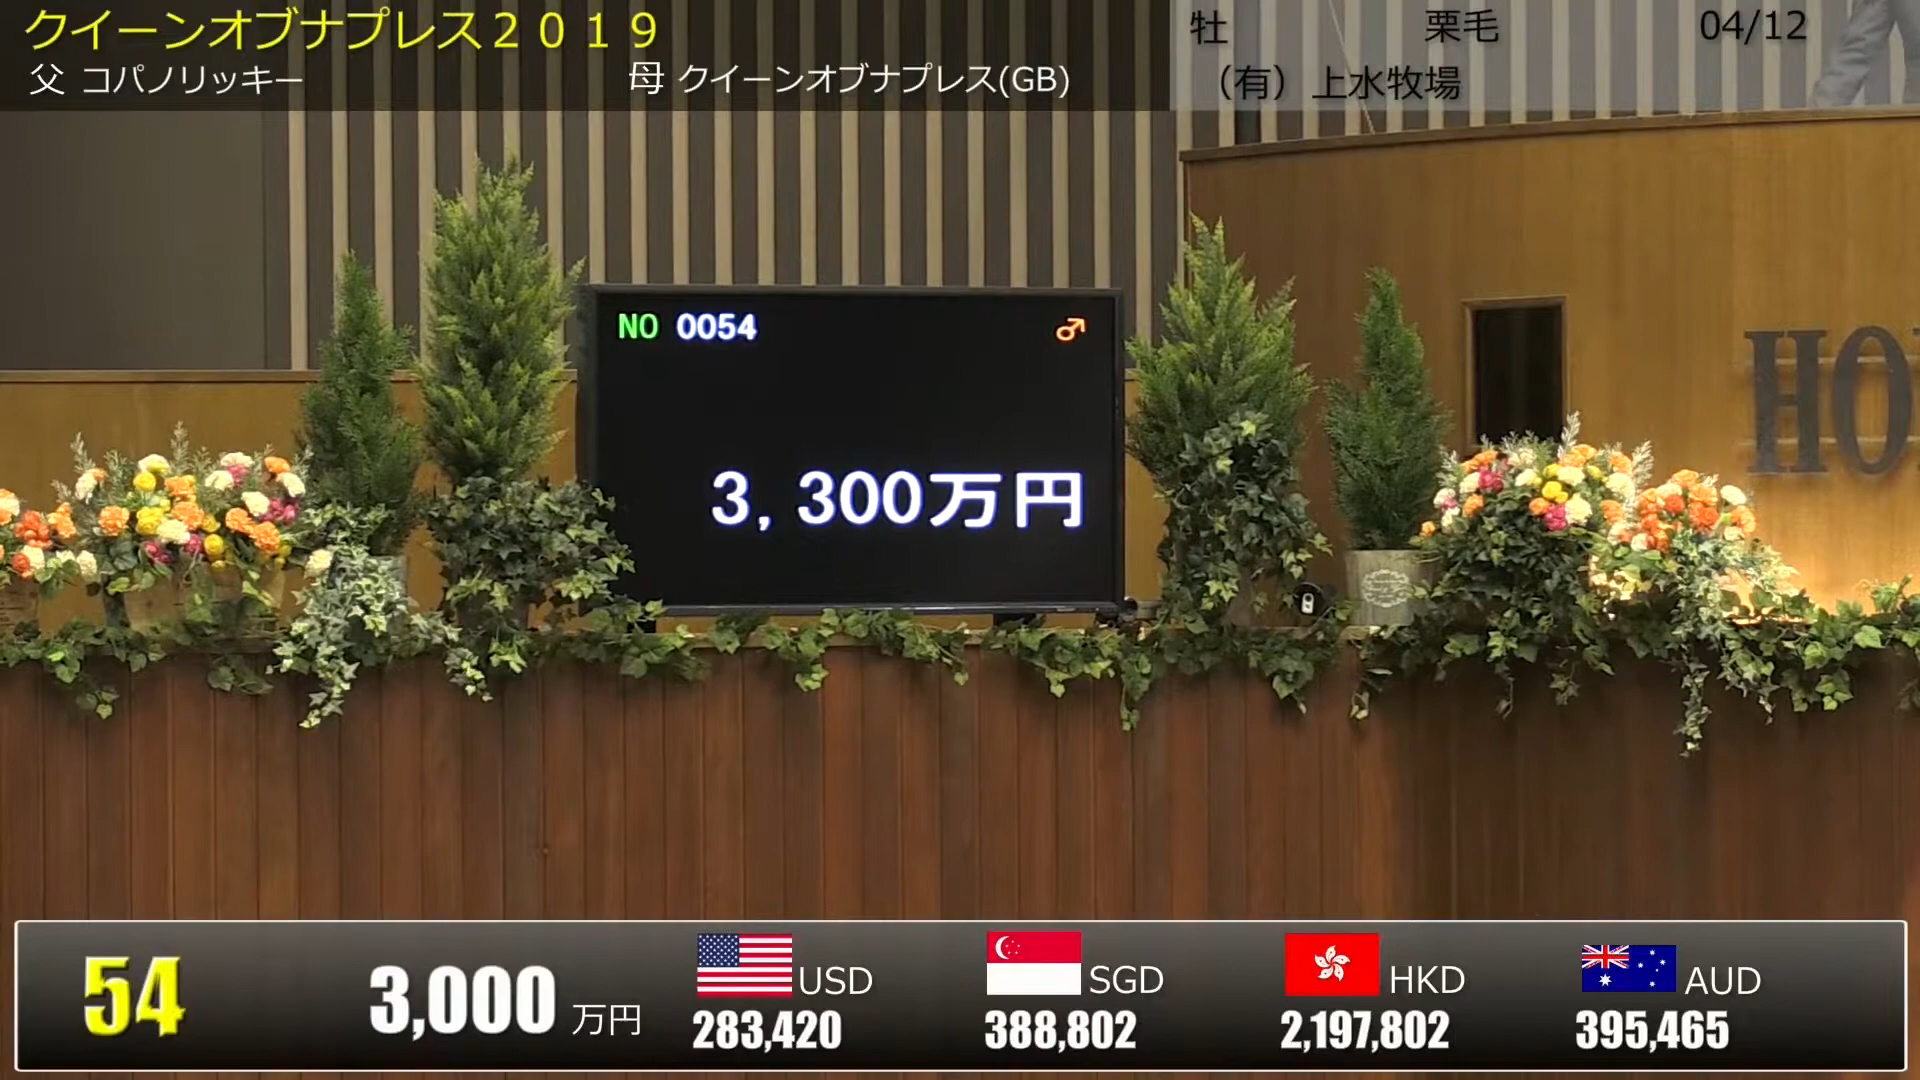 クイーンオブナプレス２０１９
父 コパノリッキー
母 クイーンオブナプレス(GB)
牡 栗毛 04/12
（有）上水牧場
NO 0054 ♂
3,300万円
HO
54
3,000 万円
USD
283,420
SGD
388,802
HKD
2,197,802
AUD
395,465